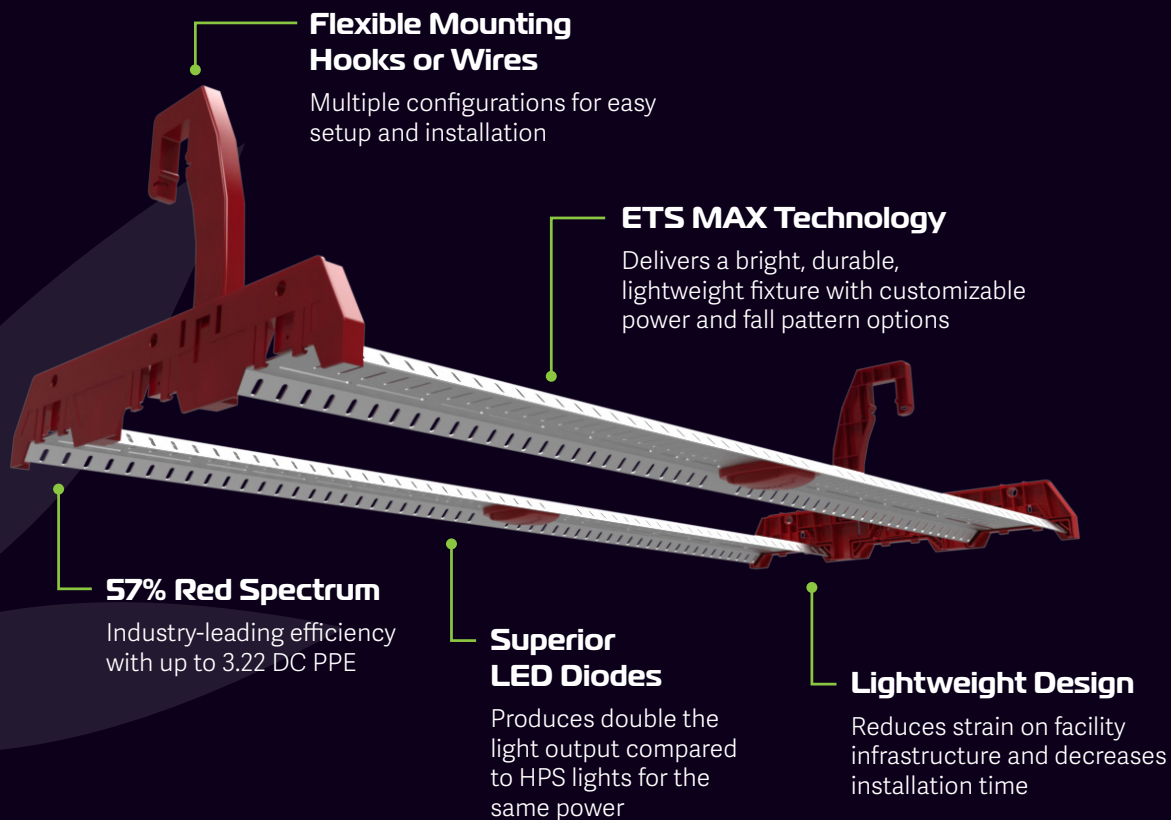 Flexible Mounting
Hooks or Wires
Multiple configurations for easy
setup and installation
ETS MAX Technology
Delivers a bright, durable,
lightweight fixture with customizable
power and fall pattern options
57% Red Spectrum
Industry-leading efficiency
with up to 3.22 DC PPE
Superior
LED Diodes
Produces double the
light output compared
to HPS lights for the
same power
Lightweight Design
Reduces strain on facility
infrastructure and decreases
installation time